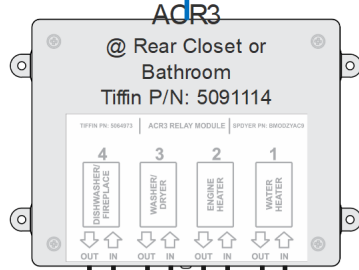 ACR3
@ Rear Closet or
Bathroom
Tiffin P/N: 5091114
TIFFIN PN: 5064973 | ACR3 RELAY MODULE | SPDYER PN: BMODZYAC0
4 3 2 1
DISHWASHER/
FIREPLACE
WASHER/
DRYER
ENGINE
HEATER
WATER
HEATER
OUT IN OUT IN OUT IN OUT IN